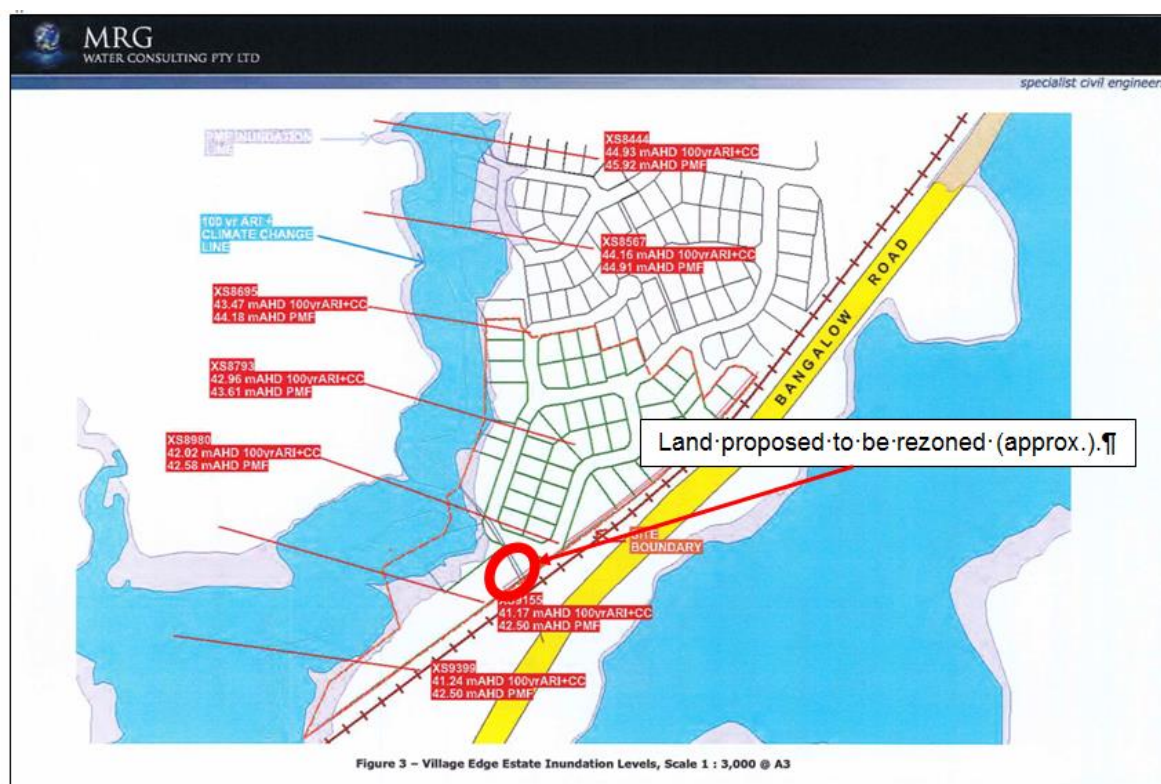 MRG
WATER CONSULTING PTY LTD
specialist civil engineer
PMF INUNDATION
XS8444
44.93 mAHD 100yrARI+CC
45.92 mAHD PMF
100 yr ARI +
CLIMATE CHANGE
LINE
XS8567
44.16 mAHD 100yrARI+CC
44.91 mAHD PMF
XS8695
43.47 mAHD 100yrARI+CC
44.18 mAHD PMF
BANGALOW ROAD
XS8793
42.96 mAHD 100yrARI+CC
43.61 mAHD PMF
Land·proposed·to·be·rezoned·(approx.).¶
XS8980
42.02 mAHD 100yrARI+CC
42.58 mAHD PMF
SITE
BOUNDARY
XS9155
41.17 mAHD 100yrARI+CC
42.50 mAHD PMF
XS9399
41.24 mAHD 100yrARI+CC
42.50 mAHD PMF
Figure 3 – Village Edge Estate Inundation Levels, Scale 1 : 3,000 @ A3